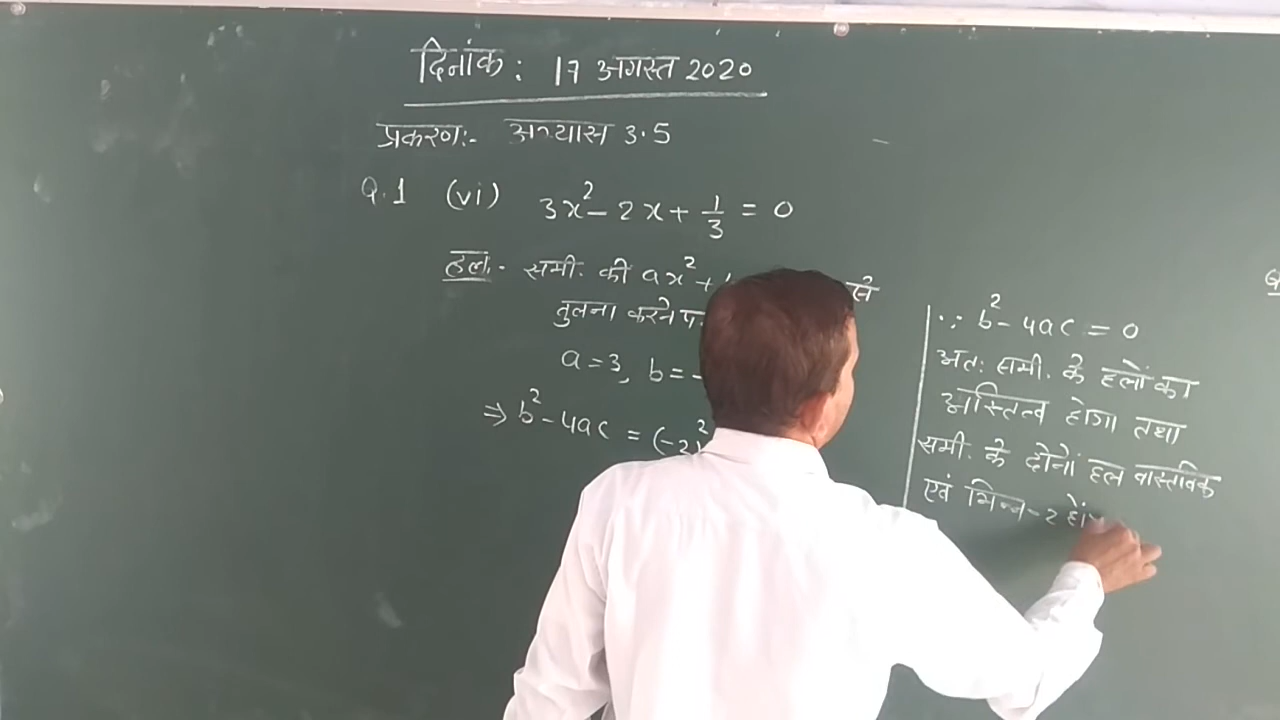 दिनांक: 17 अगस्त 2020
प्रकरण:- अभ्यास 3.5
Q.1 (vi) 3x²- 2x + 1/3 = 0
हल:- समी. की ax²+ से
तुलना करने पर
a = 3, b = -
⇒ b² - 4ac = (-2)²
∵ b² - 4ac = 0
अत: समी. के हलों का
अस्तित्व होगा तथा
समी. के दोनों हल वास्तविक
एवं भिन्न-2